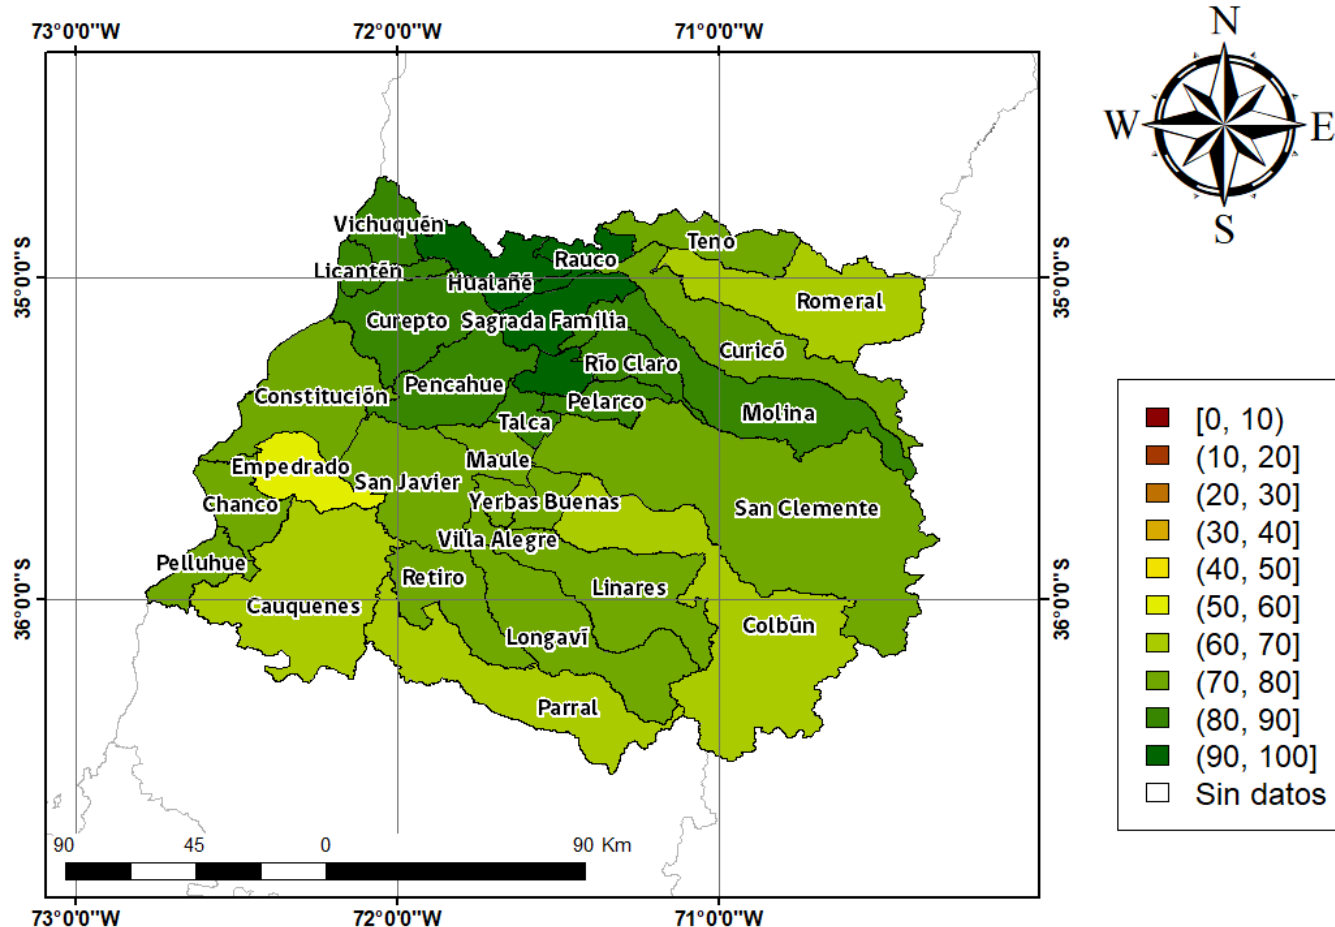 73°0'0"W 72°0'0"W 71°0'0"W
N
W E
S
35°0'0"S
36°0'0"S
35°0'0"S
36°0'0"S
Vichuquén
Teno
Rauco
Licantén
Hualañé
Romeral
Curepto
Sagrada Familia
Curicó
Río Claro
Pencahue
Constitución
Pelarco
Molina
Talca
Maule
Empedrado
San Javier
Yerbas Buenas
Chanco
San Clemente
Villa Alegre
Pelluhue
Retiro
Linares
Cauquenes
Colbún
Longaví
Parral
90 45 0 90 Km
73°0'0"W 72°0'0"W 71°0'0"W
[0, 10)
(10, 20]
(20, 30]
(30, 40]
(40, 50]
(50, 60]
(60, 70]
(70, 80]
(80, 90]
(90, 100]
Sin datos